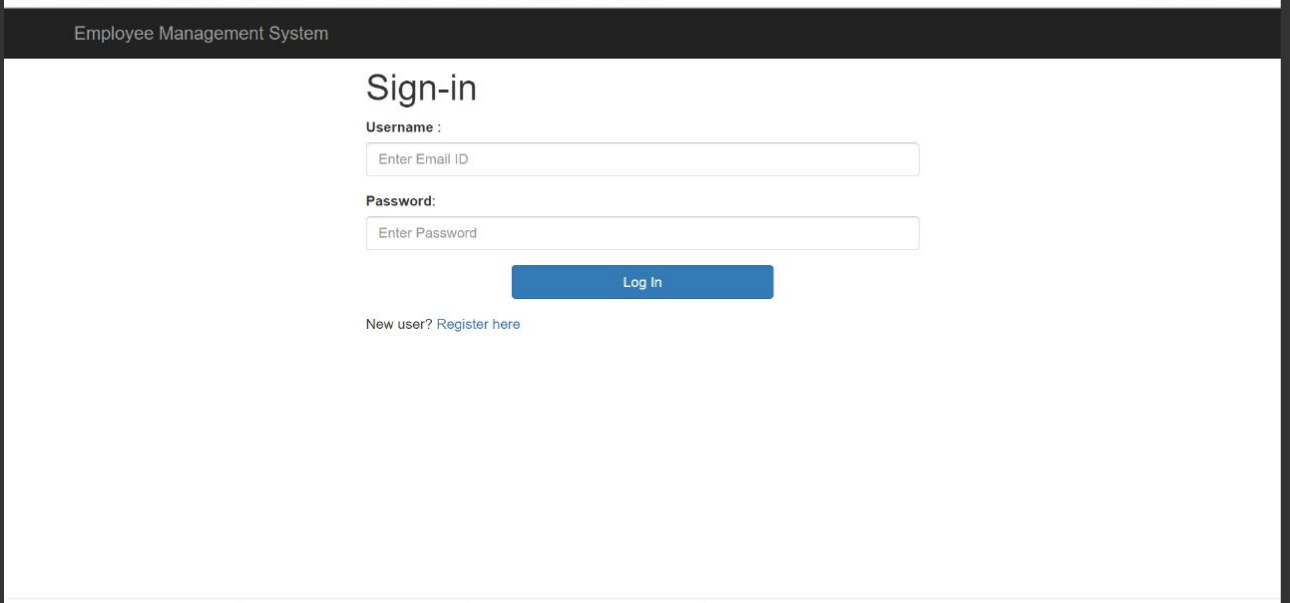 Employee Management System
Sign-in
Username :
Enter Email ID
Password:
Enter Password
Log In
New user? Register here